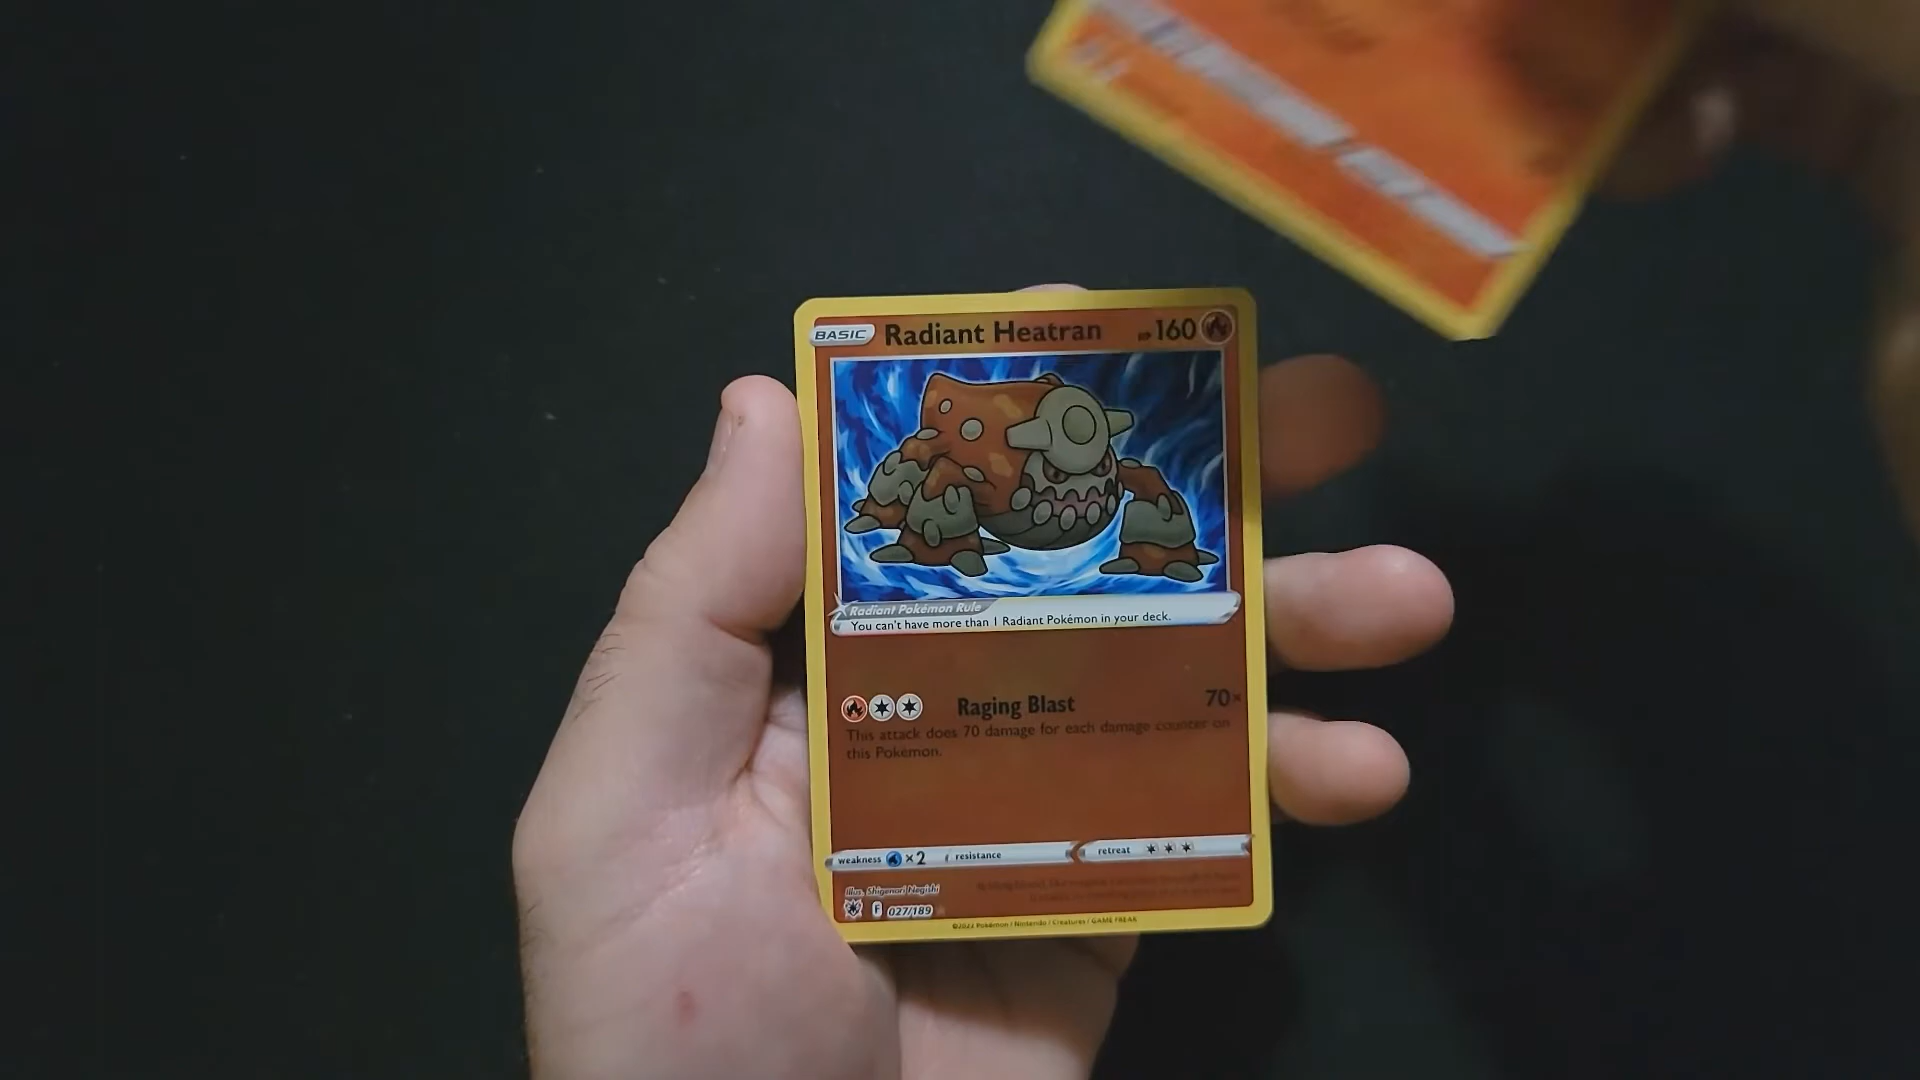 BASIC Radiant Heatran HP 160
Radiant Pokémon Rule
You can't have more than 1 Radiant Pokémon in your deck.
Raging Blast 70×
This attack does 70 damage for each damage counter on
this Pokémon.
weakness ×2 resistance retreat
Illus. Shigenori Negishi
F 027/189
©2022 Pokémon / Nintendo / Creatures / GAME FREAK